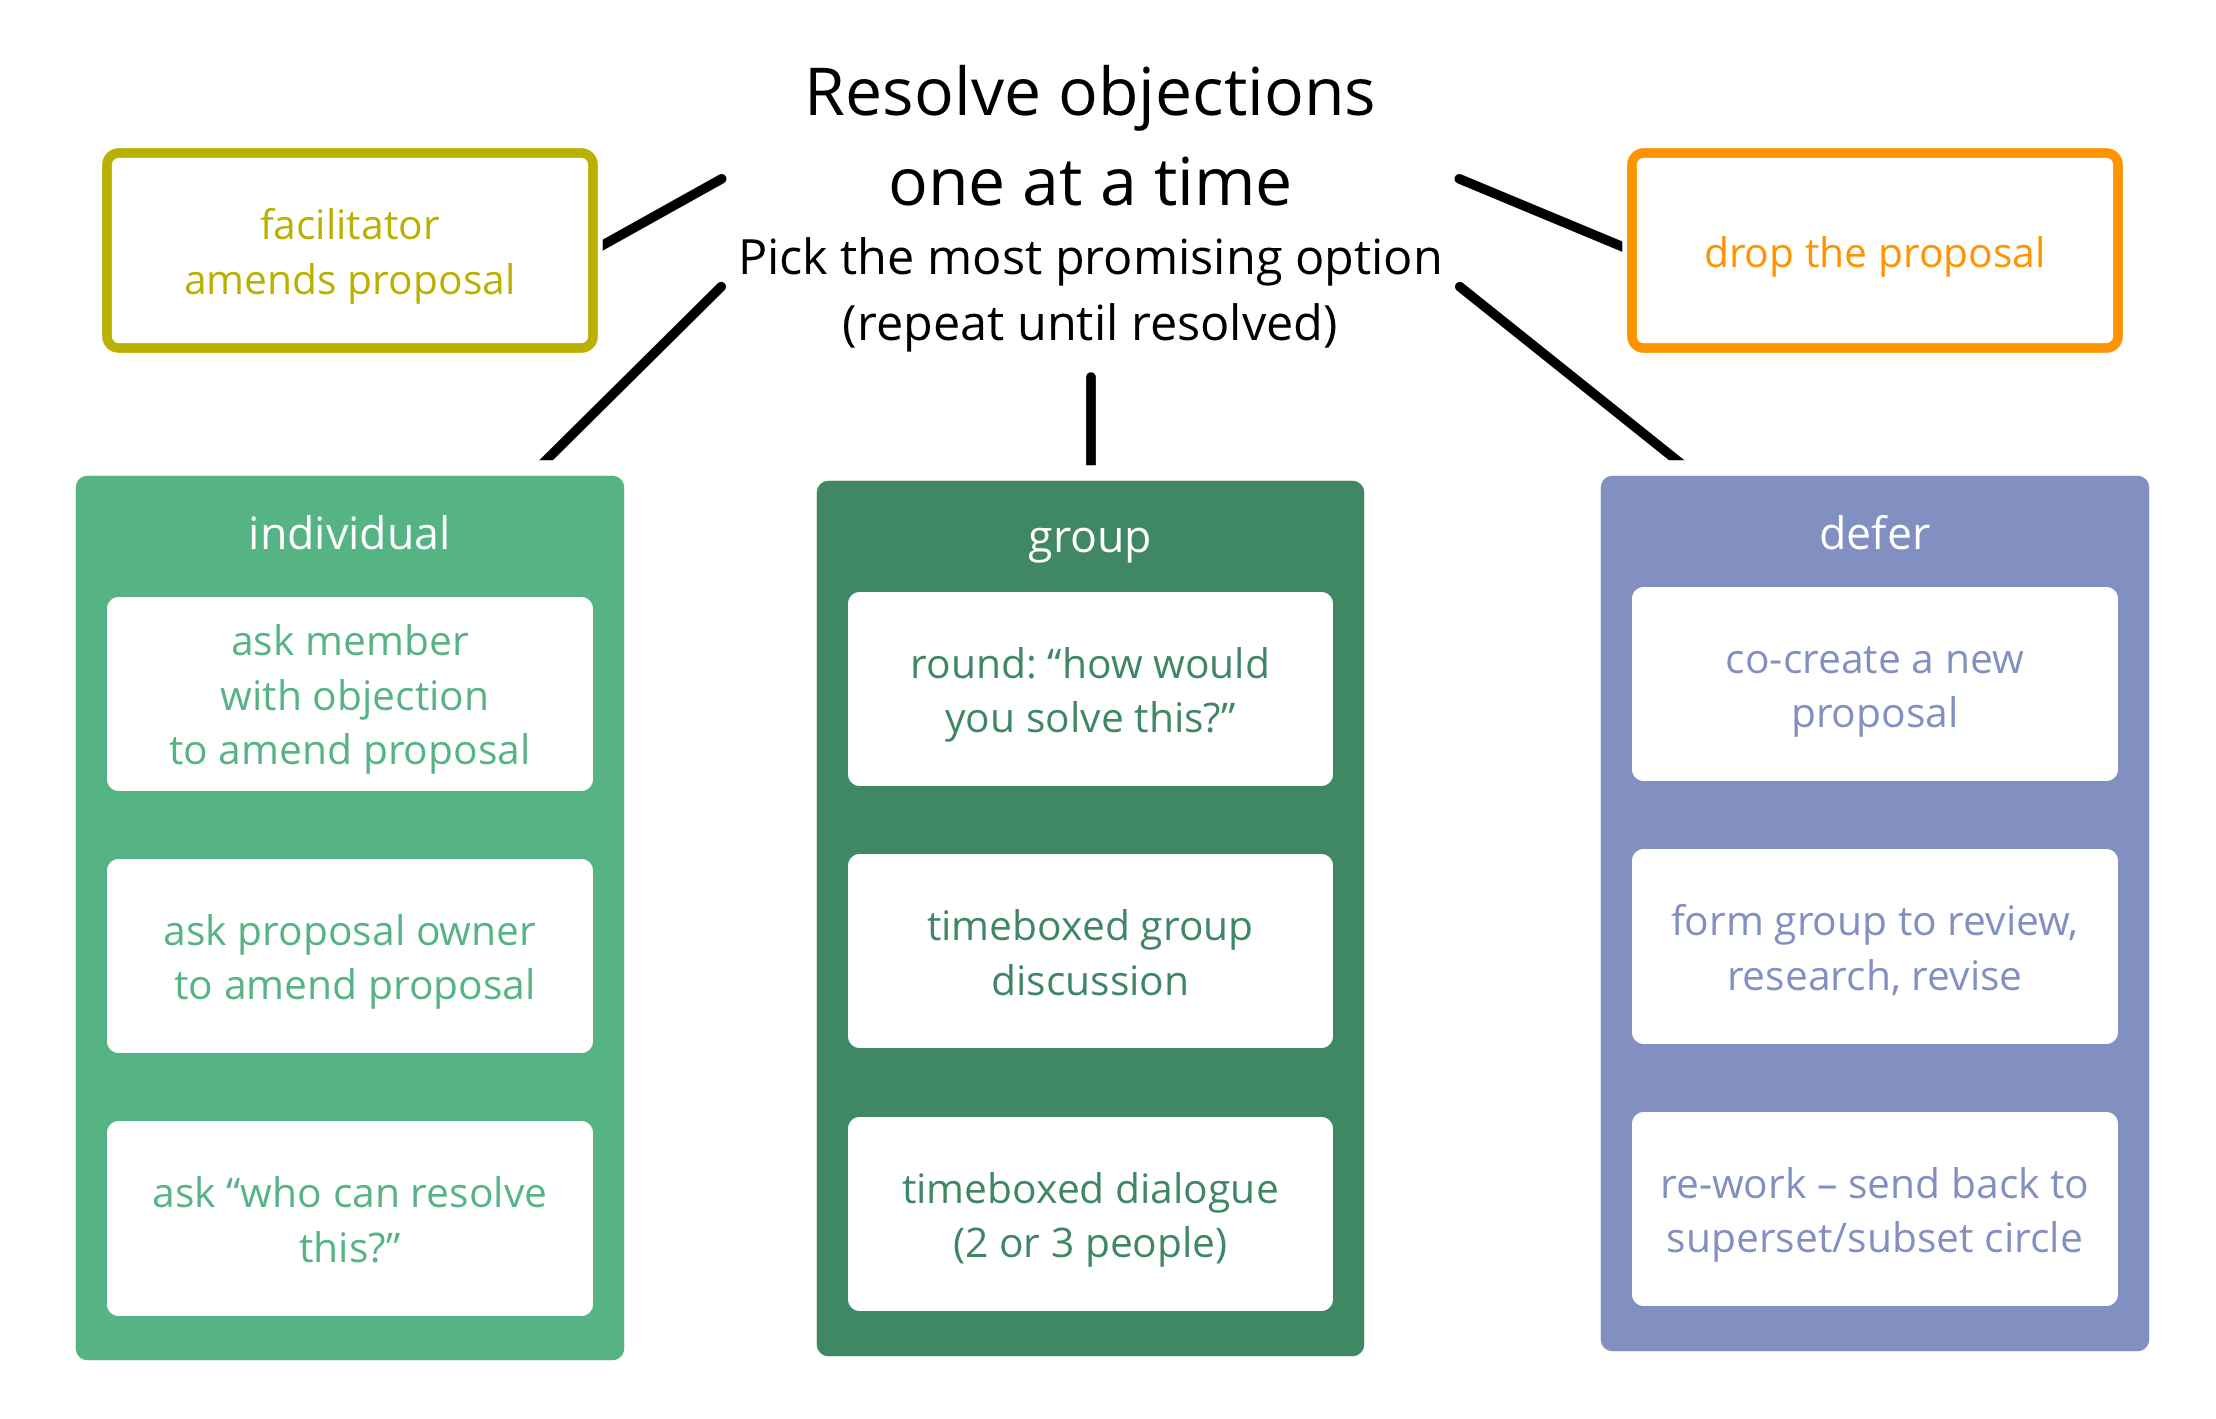 Resolve objections
one at a time
Pick the most promising option
(repeat until resolved)
facilitator
amends proposal
drop the proposal
individual
ask member
with objection
to amend proposal
ask proposal owner
to amend proposal
ask “who can resolve
this?”
group
round: “how would
you solve this?”
timeboxed group
discussion
timeboxed dialogue
(2 or 3 people)
defer
co-create a new
proposal
form group to review,
research, revise
re-work – send back to
superset/subset circle